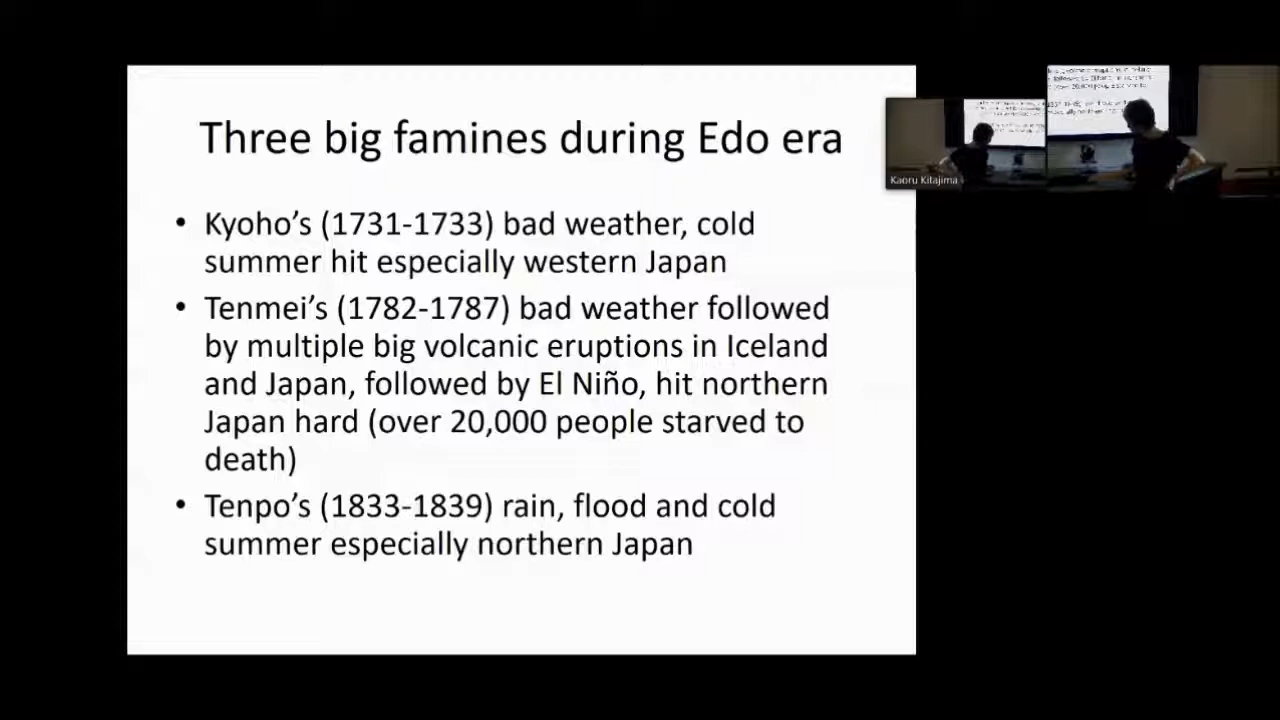 Three big famines during Edo era
• Kyoho’s (1731-1733) bad weather, cold
summer hit especially western Japan
• Tenmei’s (1782-1787) bad weather followed
by multiple big volcanic eruptions in Iceland
and Japan, followed by El Niño, hit northern
Japan hard (over 20,000 people starved to
death)
• Tenpo’s (1833-1839) rain, flood and cold
summer especially northern Japan
Kaoru Kitajima